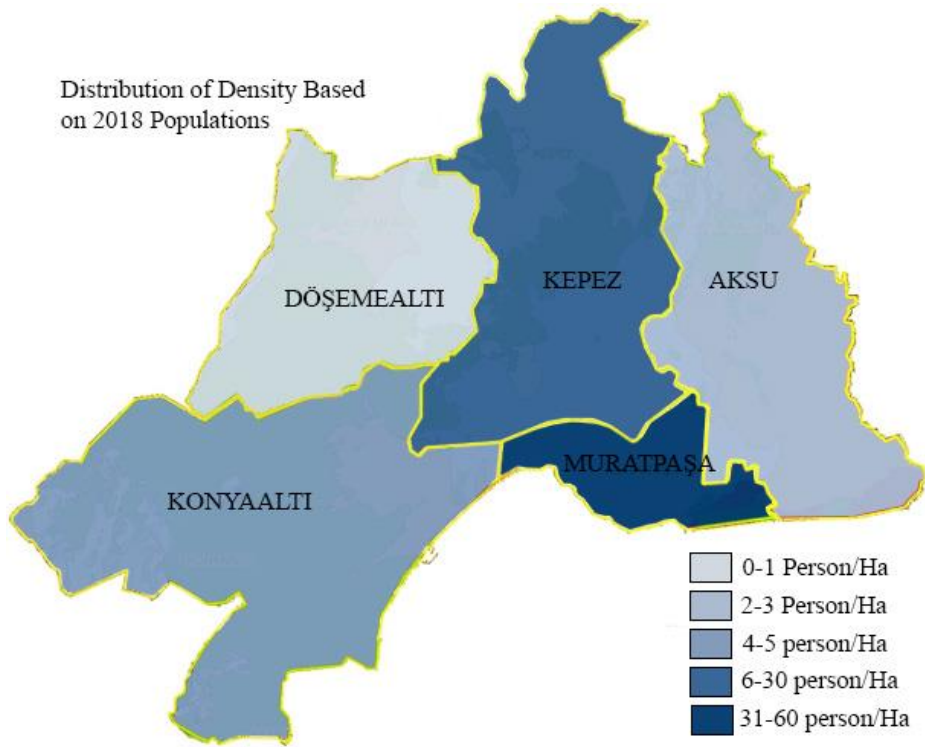 Distribution of Density Based
on 2018 Populations
DÖŞEMEALTI
KEPEZ
AKSU
MURATPAŞA
KONYAALTI
0-1 Person/Ha
2-3 Person/Ha
4-5 person/Ha
6-30 person/Ha
31-60 person/Ha